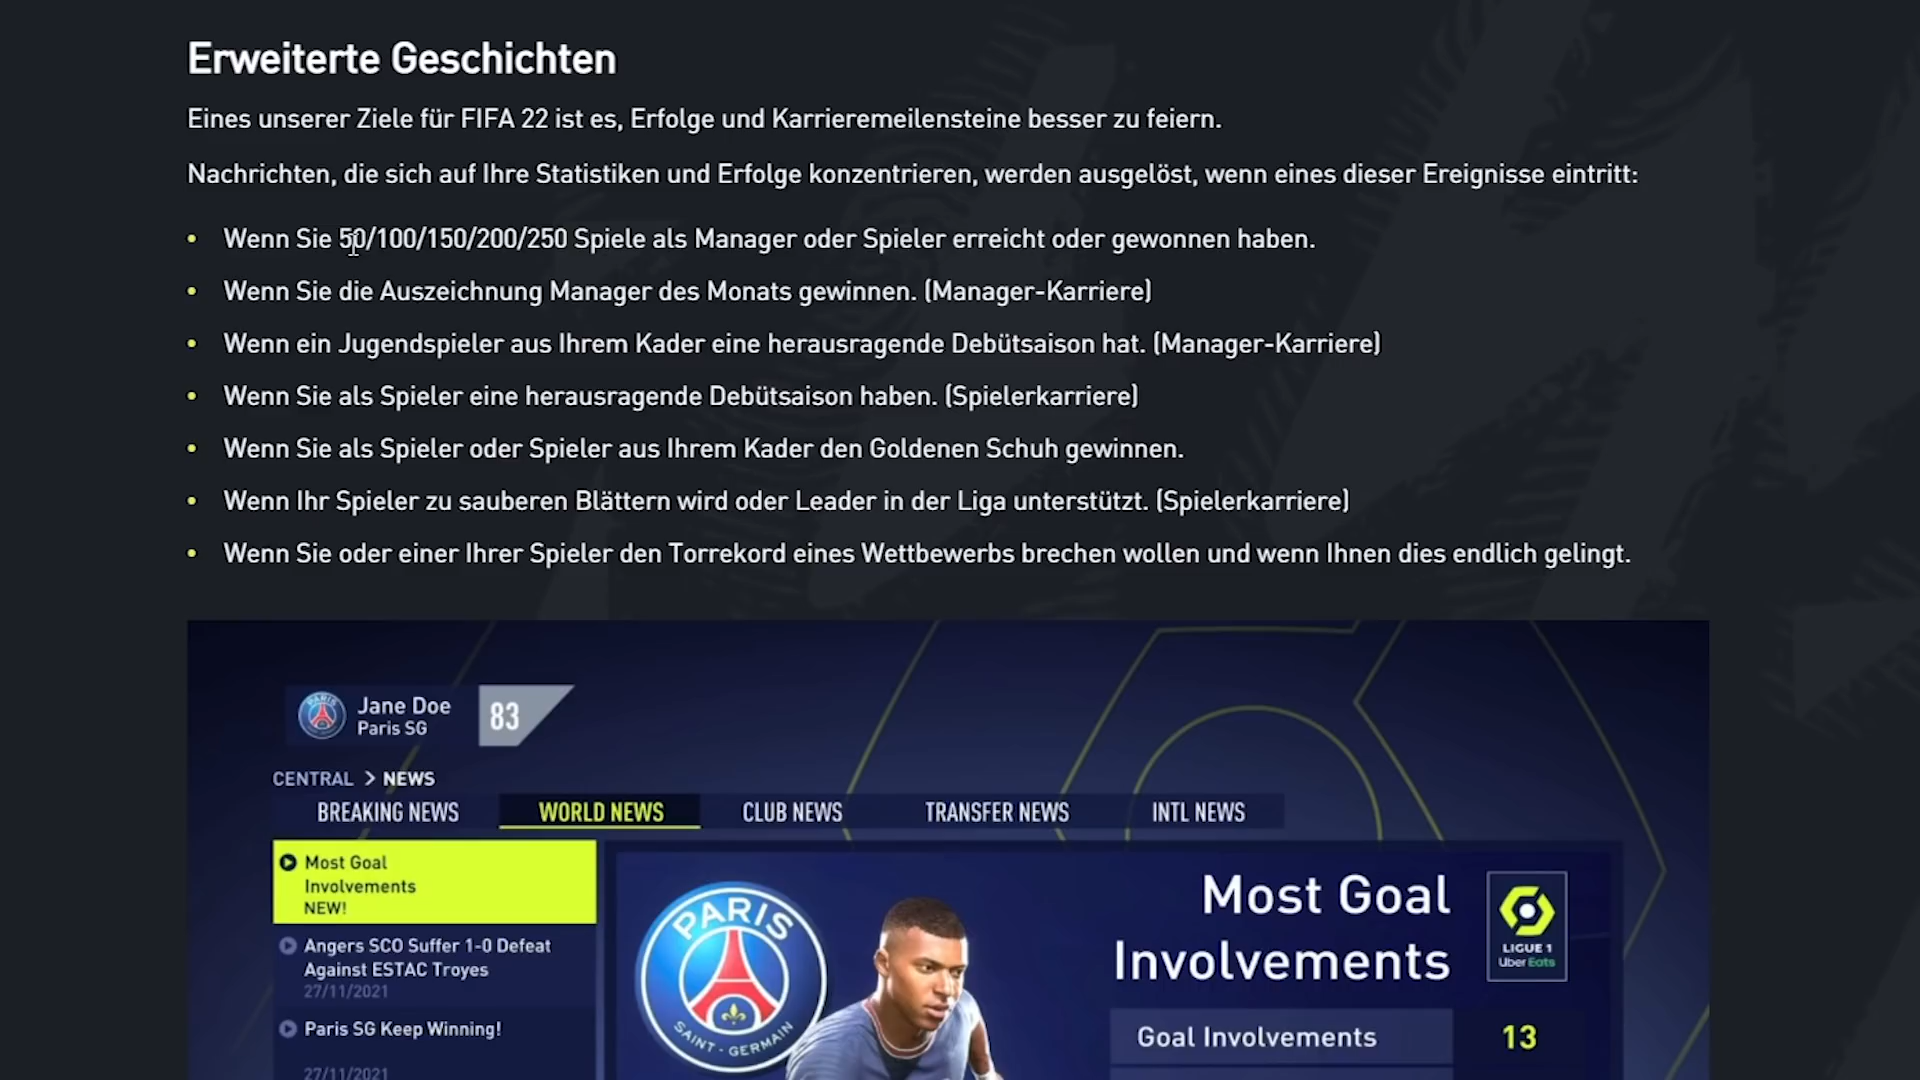 Erweiterte Geschichten
Eines unserer Ziele für FIFA 22 ist es, Erfolge und Karrieremeilensteine besser zu feiern.
Nachrichten, die sich auf Ihre Statistiken und Erfolge konzentrieren, werden ausgelöst, wenn eines dieser Ereignisse eintritt:
• Wenn Sie 50/100/150/200/250 Spiele als Manager oder Spieler erreicht oder gewonnen haben.
• Wenn Sie die Auszeichnung Manager des Monats gewinnen. (Manager-Karriere)
• Wenn ein Jugendspieler aus Ihrem Kader eine herausragende Debütsaison hat. (Manager-Karriere)
• Wenn Sie als Spieler eine herausragende Debütsaison haben. (Spielerkarriere)
• Wenn Sie als Spieler oder Spieler aus Ihrem Kader den Goldenen Schuh gewinnen.
• Wenn Ihr Spieler zu sauberen Blättern wird oder Leader in der Liga unterstützt. (Spielerkarriere)
• Wenn Sie oder einer Ihrer Spieler den Torrekord eines Wettbewerbs brechen wollen und wenn Ihnen dies endlich gelingt.
Jane Doe
Paris SG
83
CENTRAL > NEWS
BREAKING NEWS WORLD NEWS CLUB NEWS TRANSFER NEWS INTL NEWS
Most Goal
Involvements
NEW!
Angers SCO Suffer 1-0 Defeat
Against ESTAC Troyes
27/11/2021
Paris SG Keep Winning!
27/11/2021
PARIS
SAINT-GERMAIN
Most Goal
Involvements
LIGUE 1
Uber Eats
Goal Involvements 13